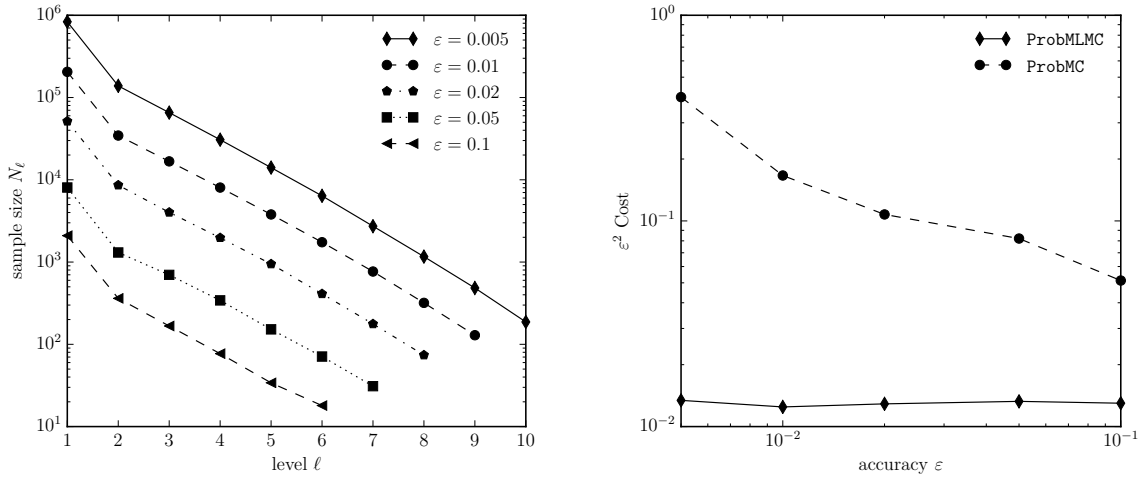 10^6
10^5
10^4
10^3
10^2
10^1
sample size N_ℓ
1 2 3 4 5 6 7 8 9 10
level ℓ
ε = 0.005
ε = 0.01
ε = 0.02
ε = 0.05
ε = 0.1
10^0
10^−1
10^−2
ε^2 Cost
10^−2 10^−1
accuracy ε
ProbMLMC
ProbMC